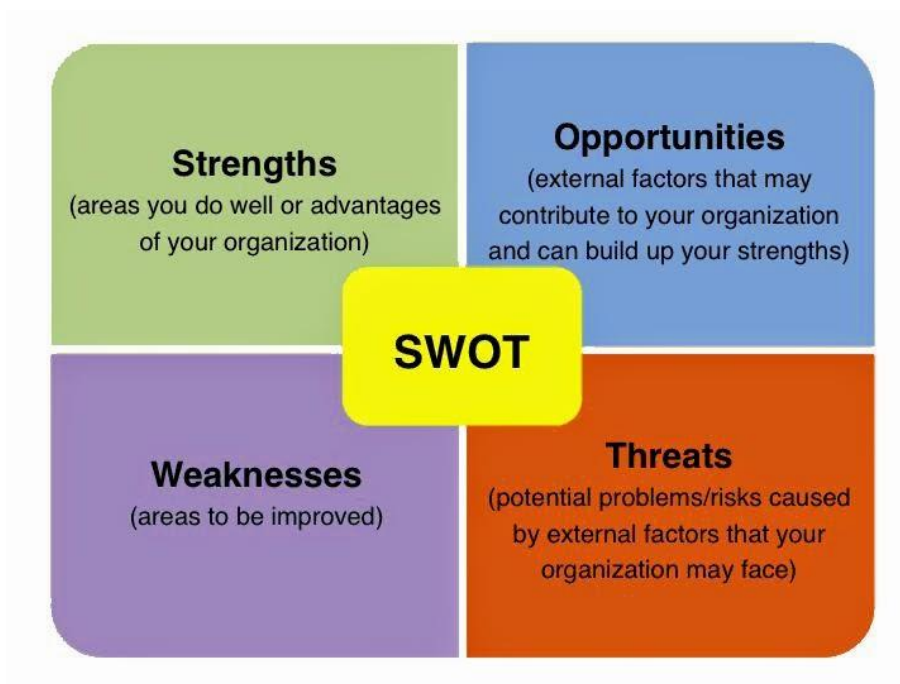 Strengths
(areas you do well or advantages
of your organization)
Opportunities
(external factors that may
contribute to your organization
and can build up your strengths)
SWOT
Weaknesses
(areas to be improved)
Threats
(potential problems/risks caused
by external factors that your
organization may face)